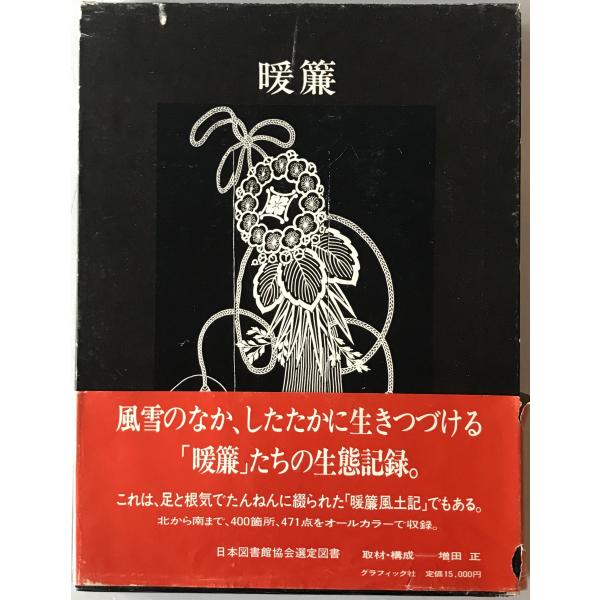 暖簾
風雪のなか、したたかに生きつづける
「暖簾」たちの生態記録。
これは、足と根気でたんねんに綴られた「暖簾風土記」でもある。
北から南まで、400箇所、471点をオールカラーで収録。
日本図書館協会選定図書 取材・構成——増田 正
グラフィック社 定価15,000円